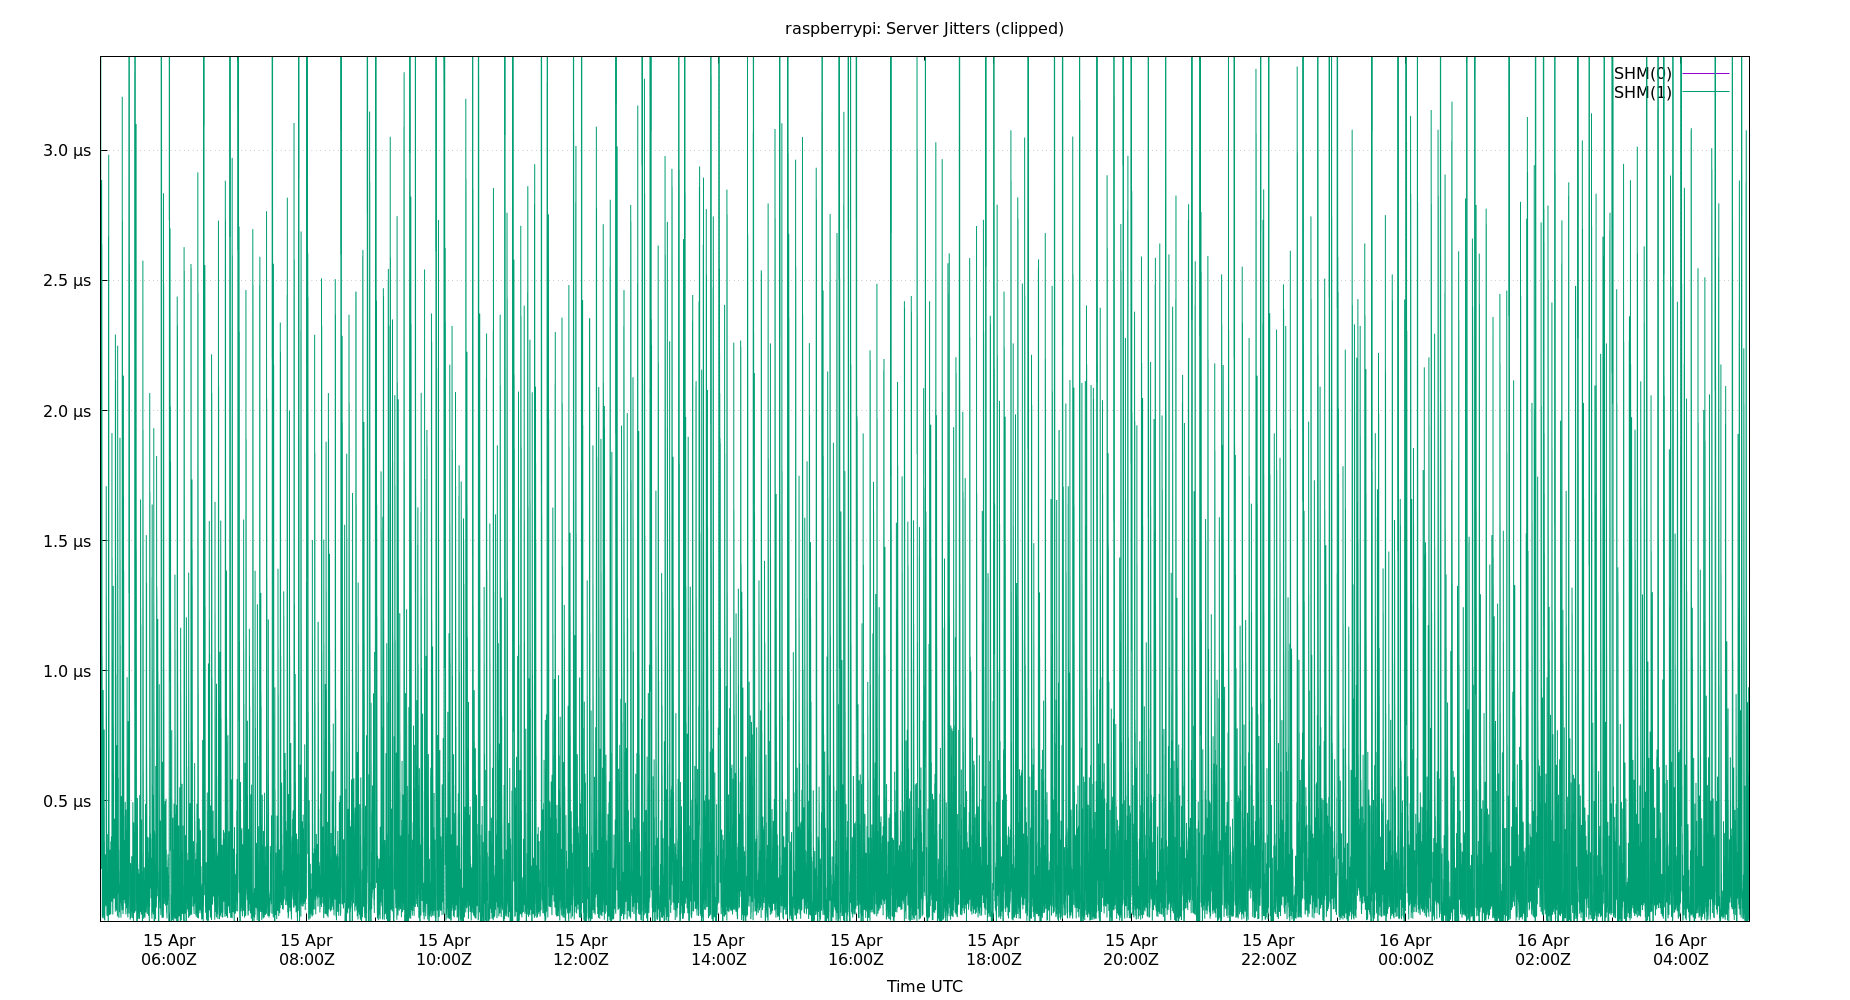 raspberrypi: Server Jitters (clipped)
SHM(0)
SHM(1)
3.0 µs
2.5 µs
2.0 µs
1.5 µs
1.0 µs
0.5 µs
15 Apr 15 Apr 15 Apr 15 Apr 15 Apr 15 Apr 15 Apr 15 Apr 15 Apr 16 Apr 16 Apr 16 Apr
06:00Z 08:00Z 10:00Z 12:00Z 14:00Z 16:00Z 18:00Z 20:00Z 22:00Z 00:00Z 02:00Z 04:00Z
Time UTC